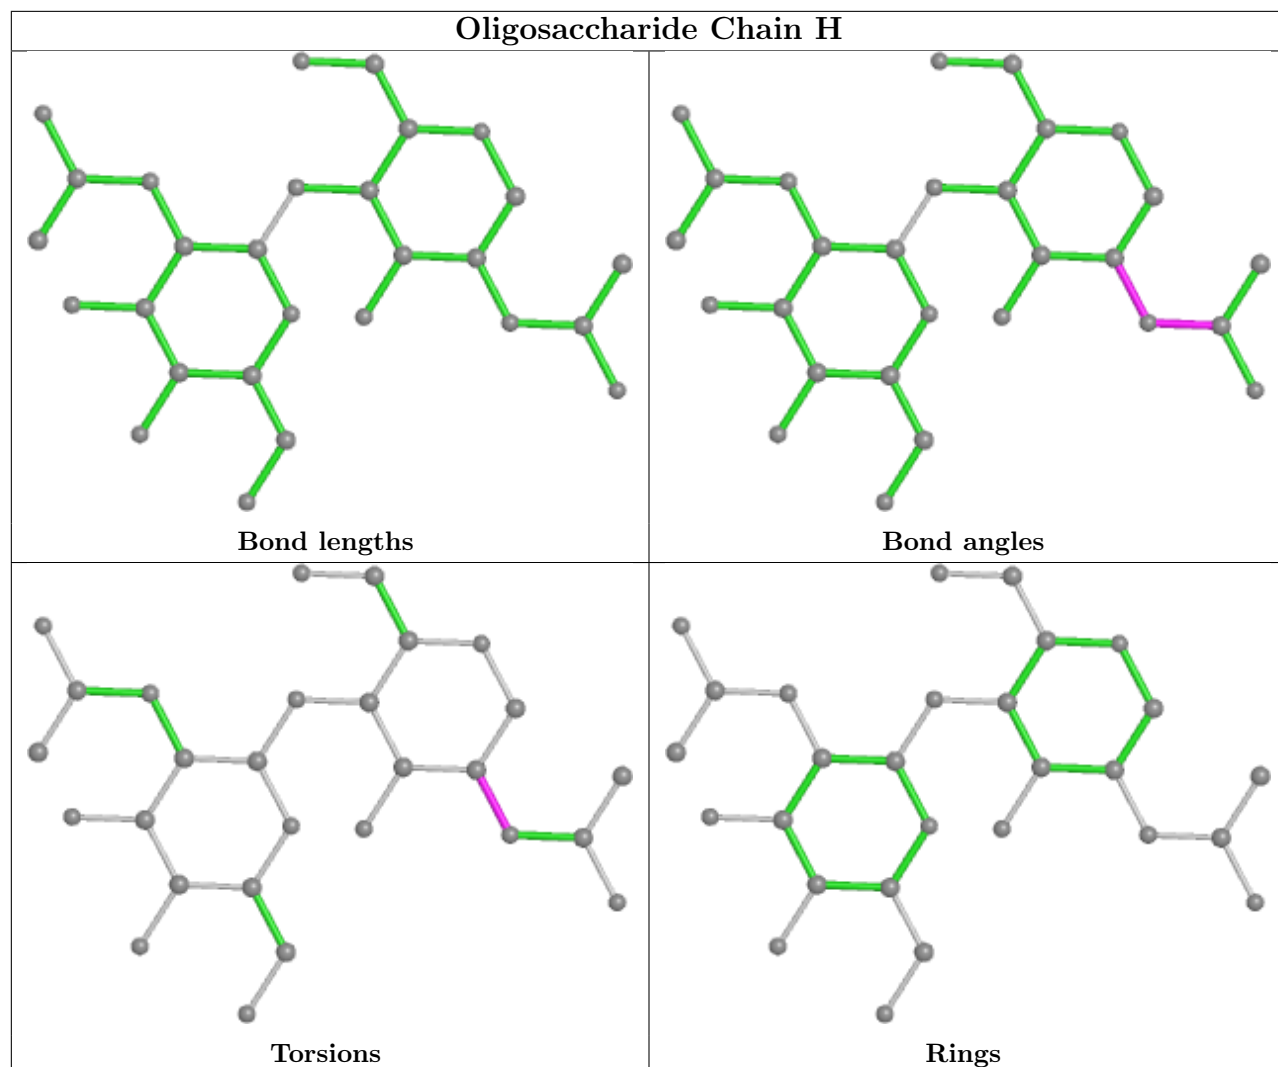 Oligosaccharide Chain H
Bond lengths
Bond angles
Torsions
Rings